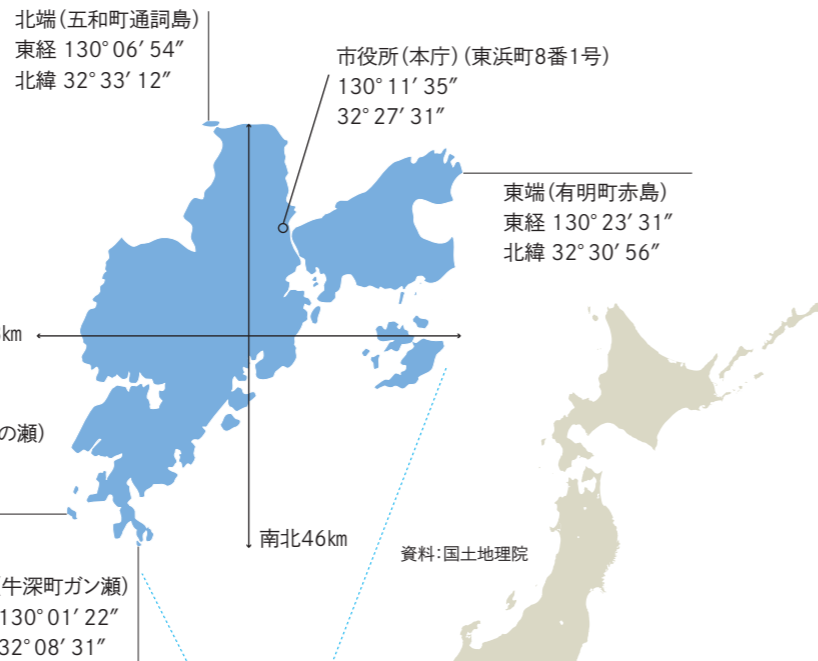 北端(五和町通詞島)
東経 130°06′54″
北緯 32°33′12″
市役所(本庁)(東浜町8番1号)
130°11′35″
32°27′31″
東端(有明町赤島)
東経 130°23′31″
北緯 32°30′56″
km
の瀬)
南北46km
資料:国土地理院
牛深町ガン瀬)
130°01′22″
32°08′31″